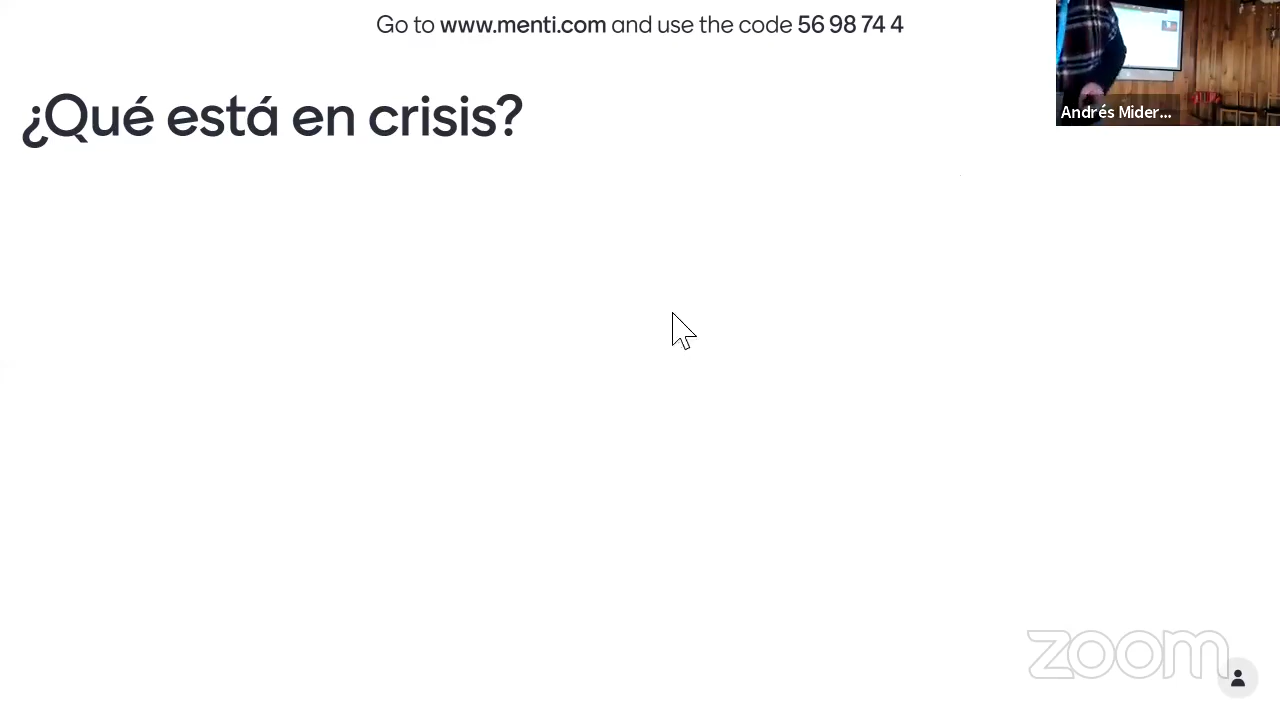 Go to www.menti.com and use the code 56 98 74 4
¿Qué está en crisis?
Andrés Mider...
zoom